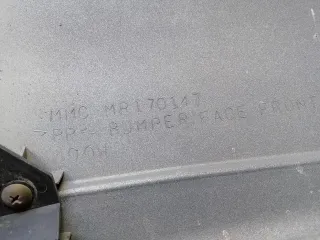 MMC MR170147
>PP< BUMPER FACE FRONT